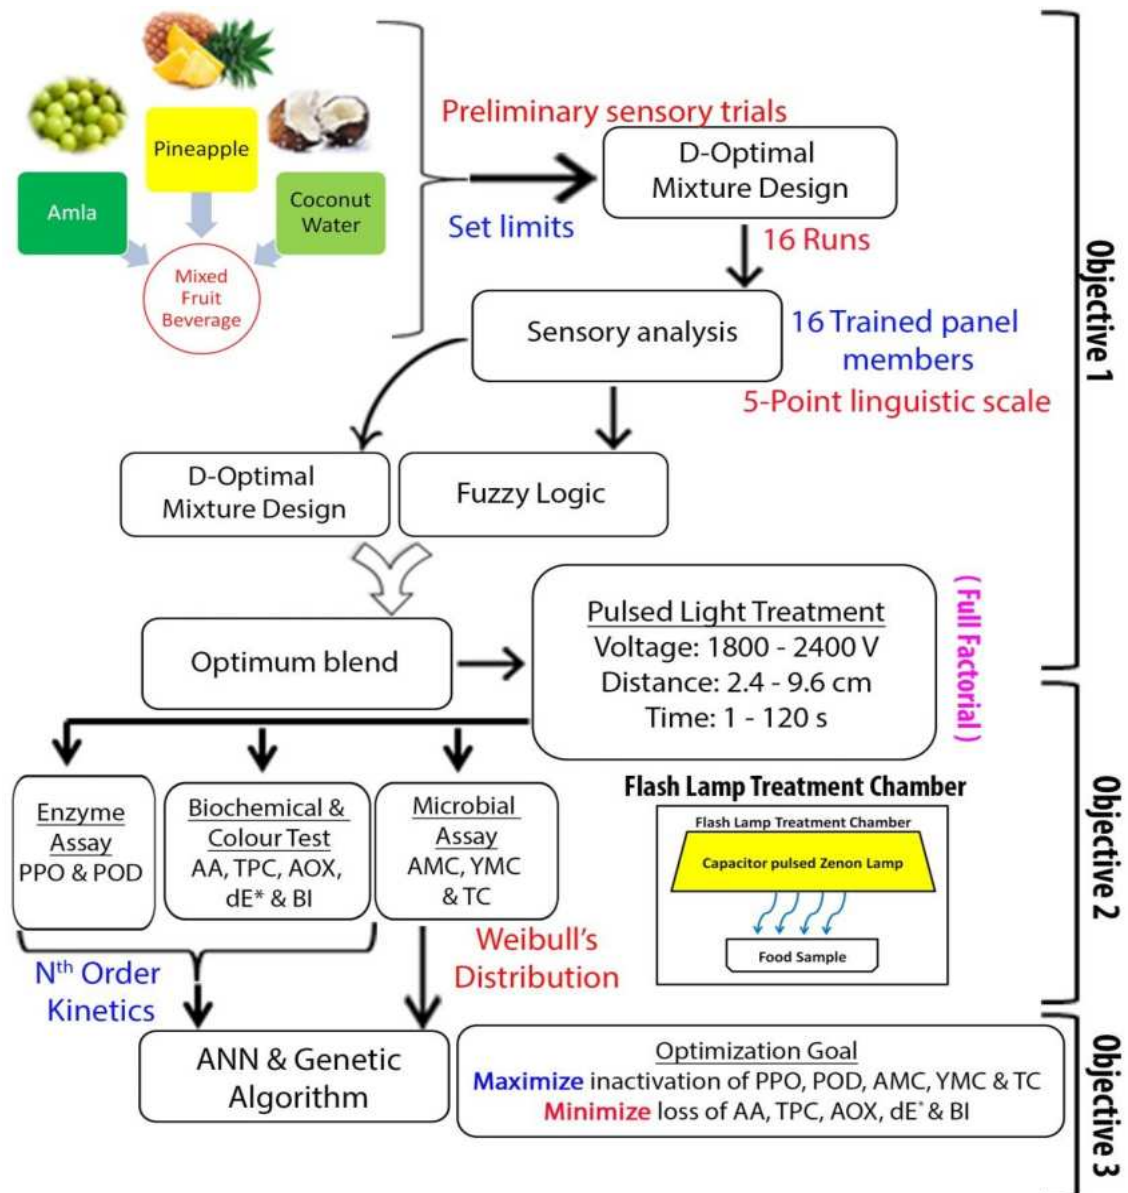 Pineapple
Amla
Coconut
Water
Mixed
Fruit
Beverage
Preliminary sensory trials
Set limits
D-Optimal
Mixture Design
16 Runs
Sensory analysis
16 Trained panel
members
5-Point linguistic scale
D-Optimal
Mixture Design
Fuzzy Logic
Objective 1
Optimum blend
Pulsed Light Treatment
Voltage: 1800 - 2400 V
Distance: 2.4 - 9.6 cm
Time: 1 - 120 s
( Full Factorial )
Enzyme
Assay
PPO & POD
Biochemical &
Colour Test
AA, TPC, AOX,
dE* & BI
Microbial
Assay
AMC, YMC
& TC
Flash Lamp Treatment Chamber
Flash Lamp Treatment Chamber
Capacitor pulsed Zenon Lamp
Food Sample
Objective 2
Nth Order
Kinetics
Weibull's
Distribution
ANN & Genetic
Algorithm
Optimization Goal
Maximize inactivation of PPO, POD, AMC, YMC & TC
Minimize loss of AA, TPC, AOX, dE* & BI
Objective 3